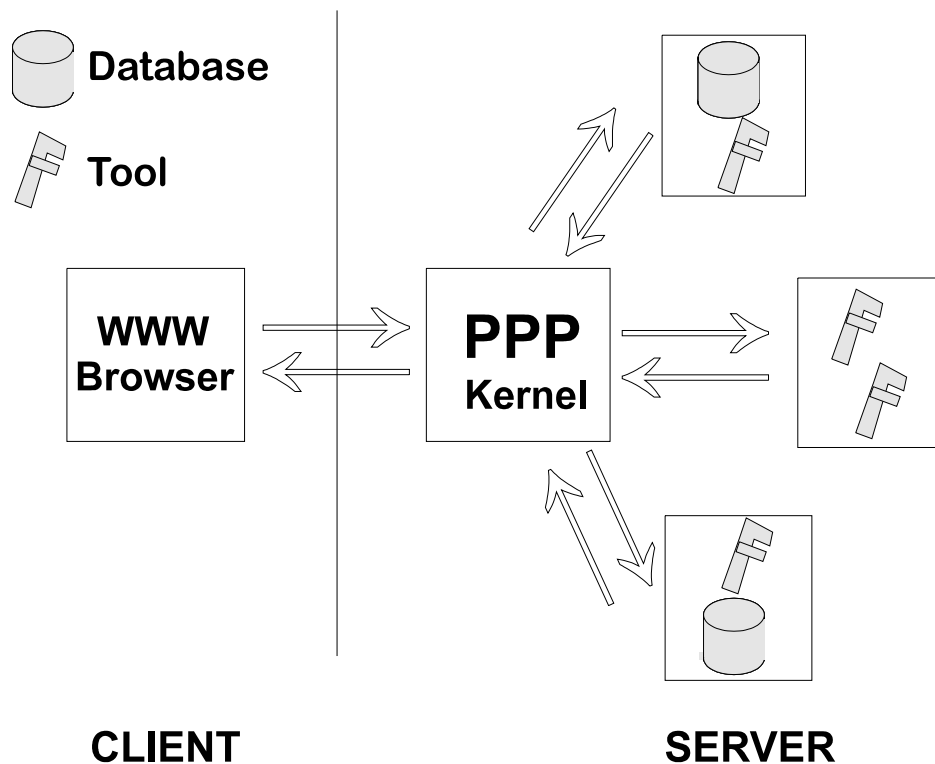 Database
Tool
WWW
Browser
PPP
Kernel
CLIENT
SERVER